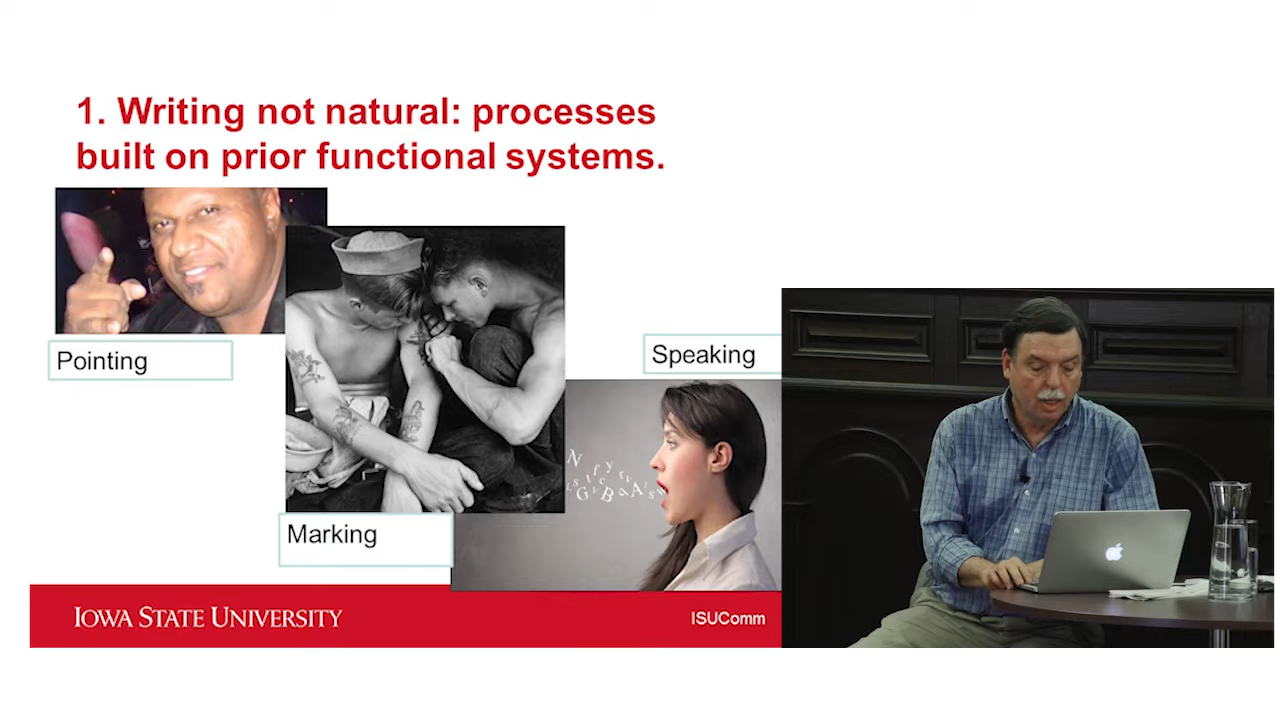 1. Writing not natural: processes
built on prior functional systems.
Pointing
Speaking
Marking
IOWA STATE UNIVERSITY
ISUComm